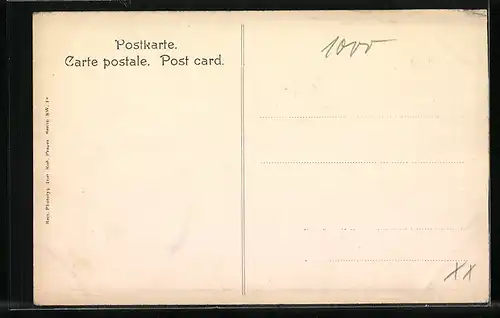 Postkarte.
Carte postale. Post card.
1000
XX